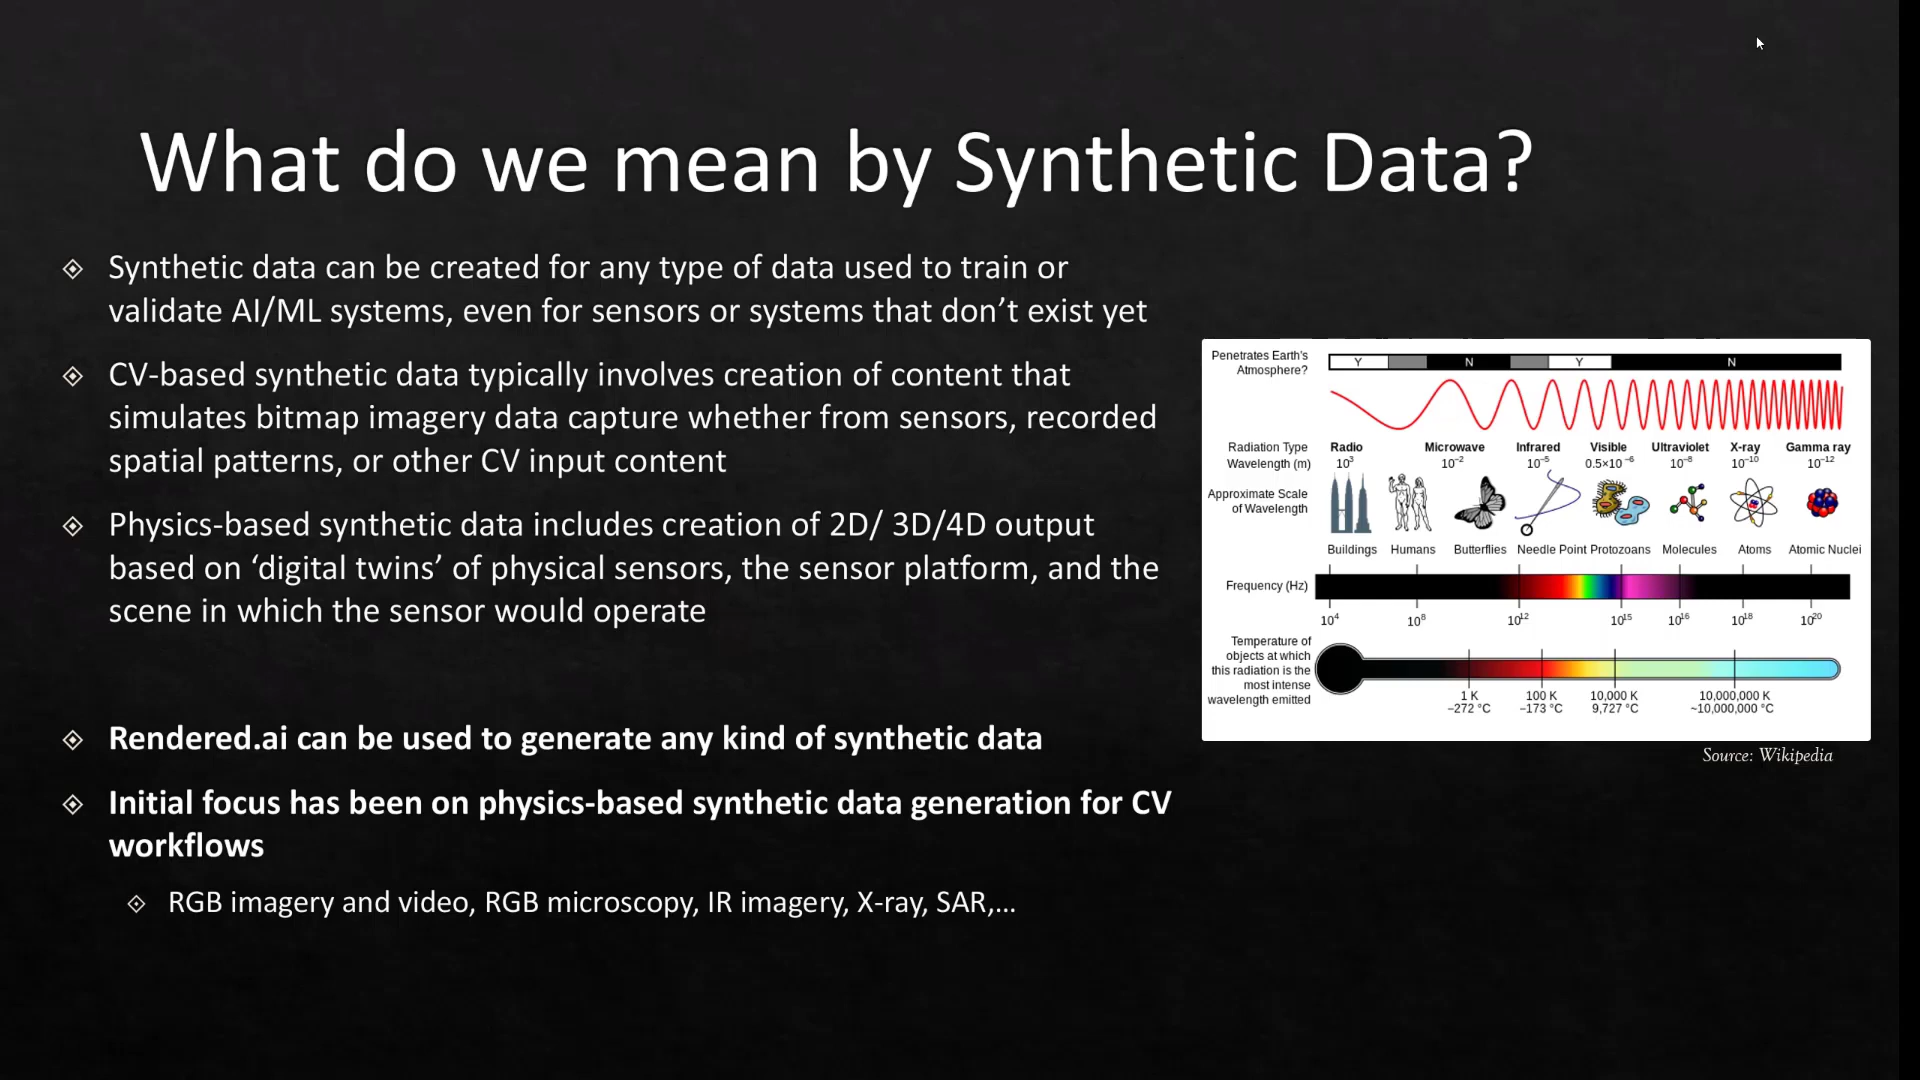 What do we mean by Synthetic Data?
Synthetic data can be created for any type of data used to train or
validate AI/ML systems, even for sensors or systems that don’t exist yet
CV-based synthetic data typically involves creation of content that
simulates bitmap imagery data capture whether from sensors, recorded
spatial patterns, or other CV input content
Physics-based synthetic data includes creation of 2D/ 3D/4D output
based on ‘digital twins’ of physical sensors, the sensor platform, and the
scene in which the sensor would operate
Rendered.ai can be used to generate any kind of synthetic data
Initial focus has been on physics-based synthetic data generation for CV
workflows
RGB imagery and video, RGB microscopy, IR imagery, X-ray, SAR,...
Penetrates Earth's
Atmosphere?
Y N Y N
Radiation Type
Radio Microwave Infrared Visible Ultraviolet X-ray Gamma ray
Wavelength (m)
10³ 10⁻² 10⁻⁵ 0.5×10⁻⁶ 10⁻⁸ 10⁻¹⁰ 10⁻¹²
Approximate Scale
of Wavelength
Buildings Humans Butterflies Needle Point Protozoans Molecules Atoms Atomic Nuclei
Frequency (Hz)
10⁴ 10⁸ 10¹² 10¹⁵ 10¹⁶ 10¹⁸ 10²⁰
Temperature of
objects at which
this radiation is the
most intense
wavelength emitted
1 K 100 K 10,000 K 10,000,000 K
−272 °C −173 °C 9,727 °C ~10,000,000 °C
Source: Wikipedia